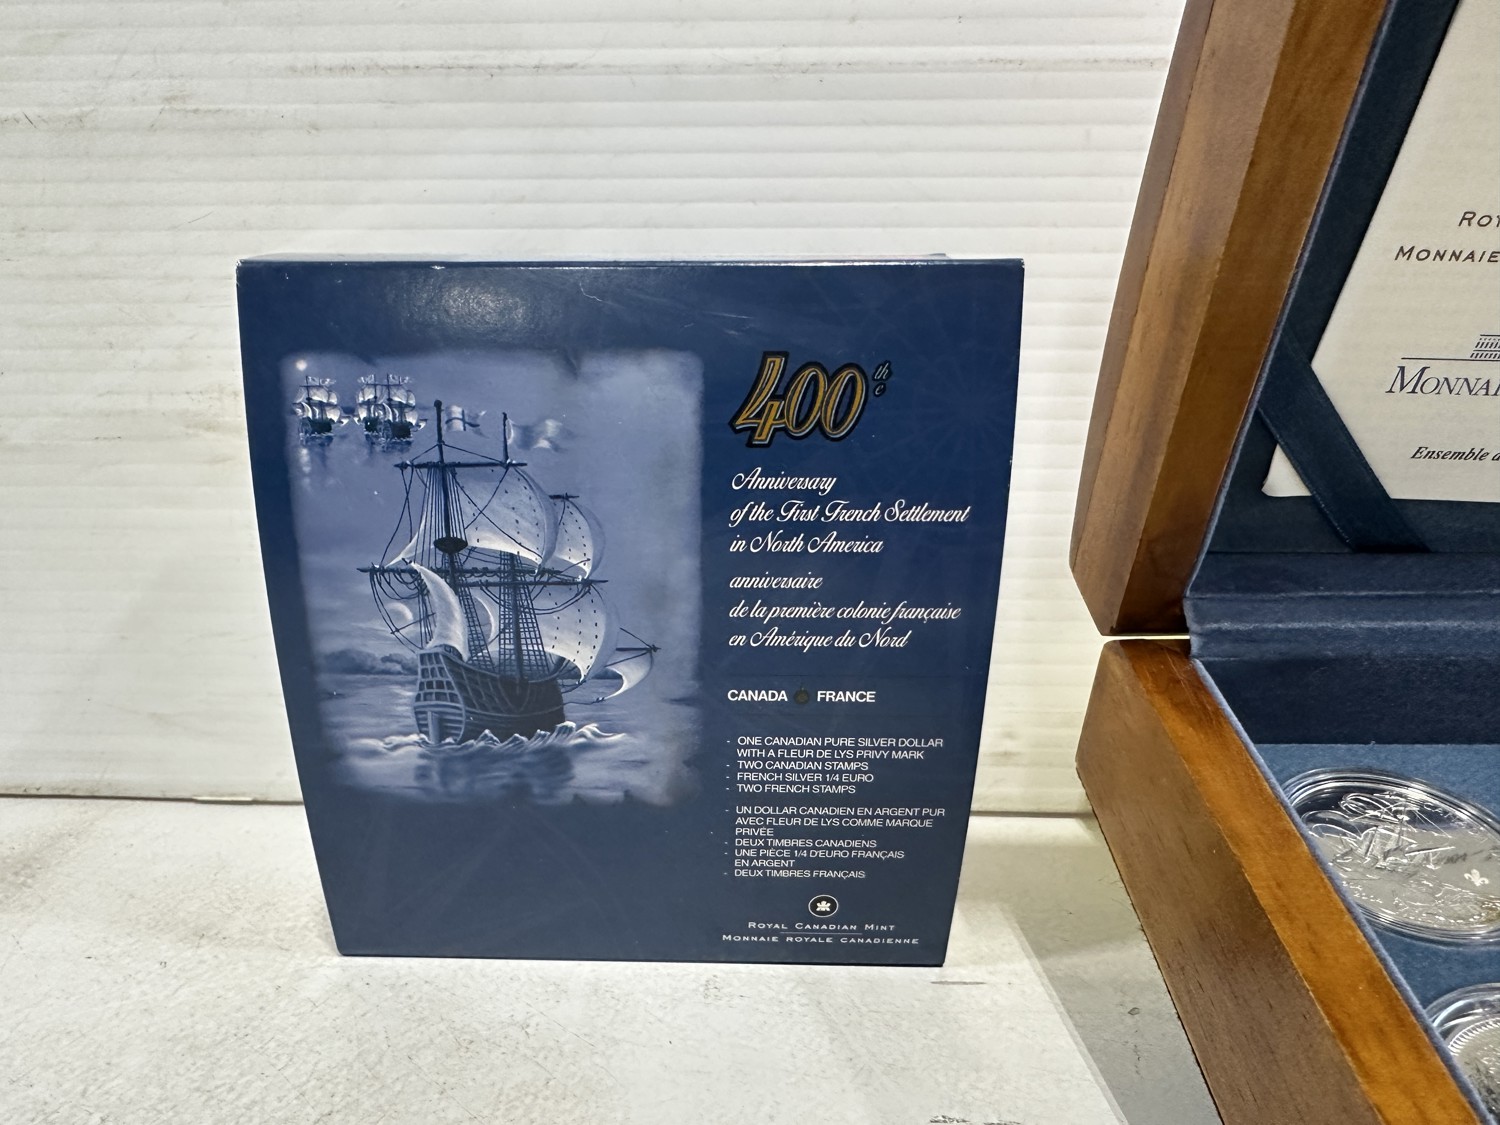 400th
e
Anniversary
of the First French Settlement
in North America
anniversaire
de la première colonie française
en Amérique du Nord
CANADA FRANCE
- ONE CANADIAN PURE SILVER DOLLAR
WITH A FLEUR DE LYS PRIVY MARK
- TWO CANADIAN STAMPS
- FRENCH SILVER 1/4 EURO
- TWO FRENCH STAMPS
- UN DOLLAR CANADIEN EN ARGENT PUR
AVEC FLEUR DE LYS COMME MARQUE
PRIVÉE
- DEUX TIMBRES CANADIENS
- UNE PIÈCE 1/4 D'EURO FRANÇAIS
EN ARGENT
- DEUX TIMBRES FRANÇAIS
ROYAL CANADIAN MINT
MONNAIE ROYALE CANADIENNE
MONNAIE
Ensemble